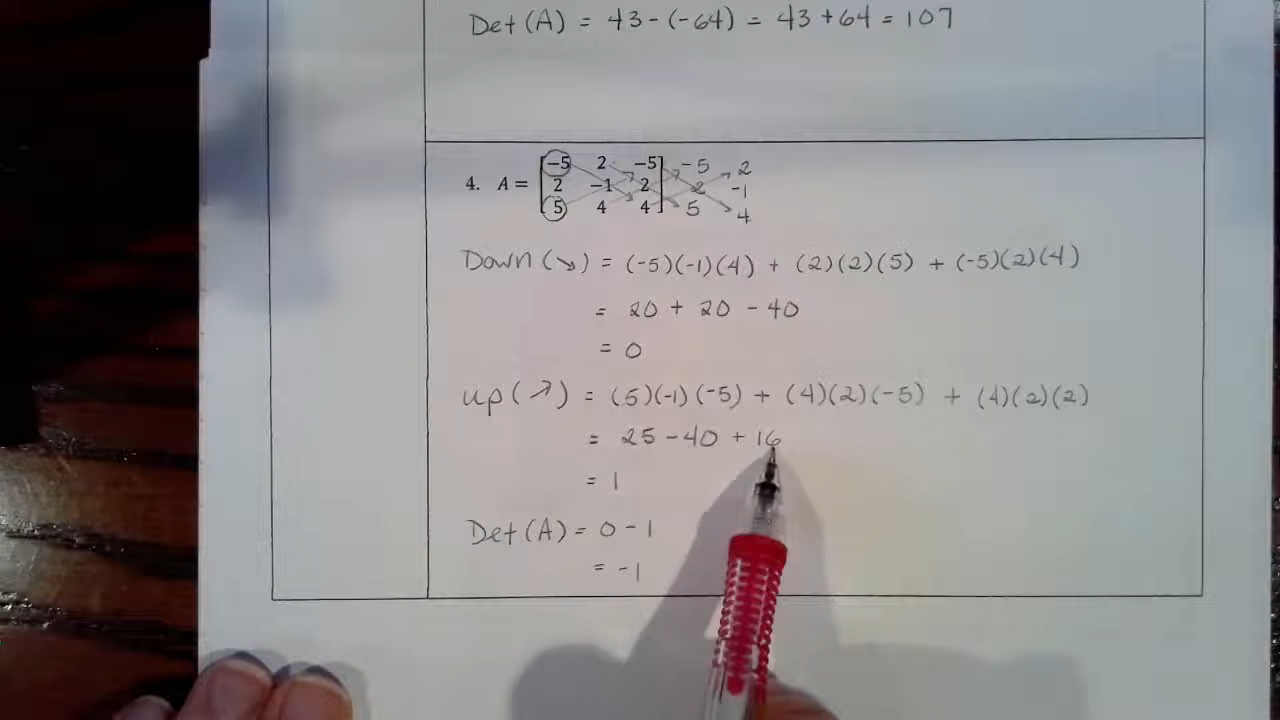 Det (A) = 43 - (-64) = 43 + 64 = 107
4. A = [-5 2 -5] -5 2
2 -1 2 2 -1
5 4 4 5 4
Down (↘) = (-5)(-1)(4) + (2)(2)(5) + (-5)(2)(4)
= 20 + 20 - 40
= 0
up (↗) = (5)(-1)(-5) + (4)(2)(-5) + (4)(2)(2)
= 25 - 40 + 16
= 1
Det (A) = 0 - 1
= -1